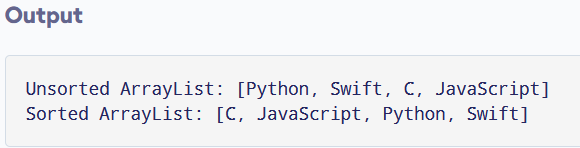 Output
Unsorted ArrayList: [Python, Swift, C, JavaScript]
Sorted ArrayList: [C, JavaScript, Python, Swift]